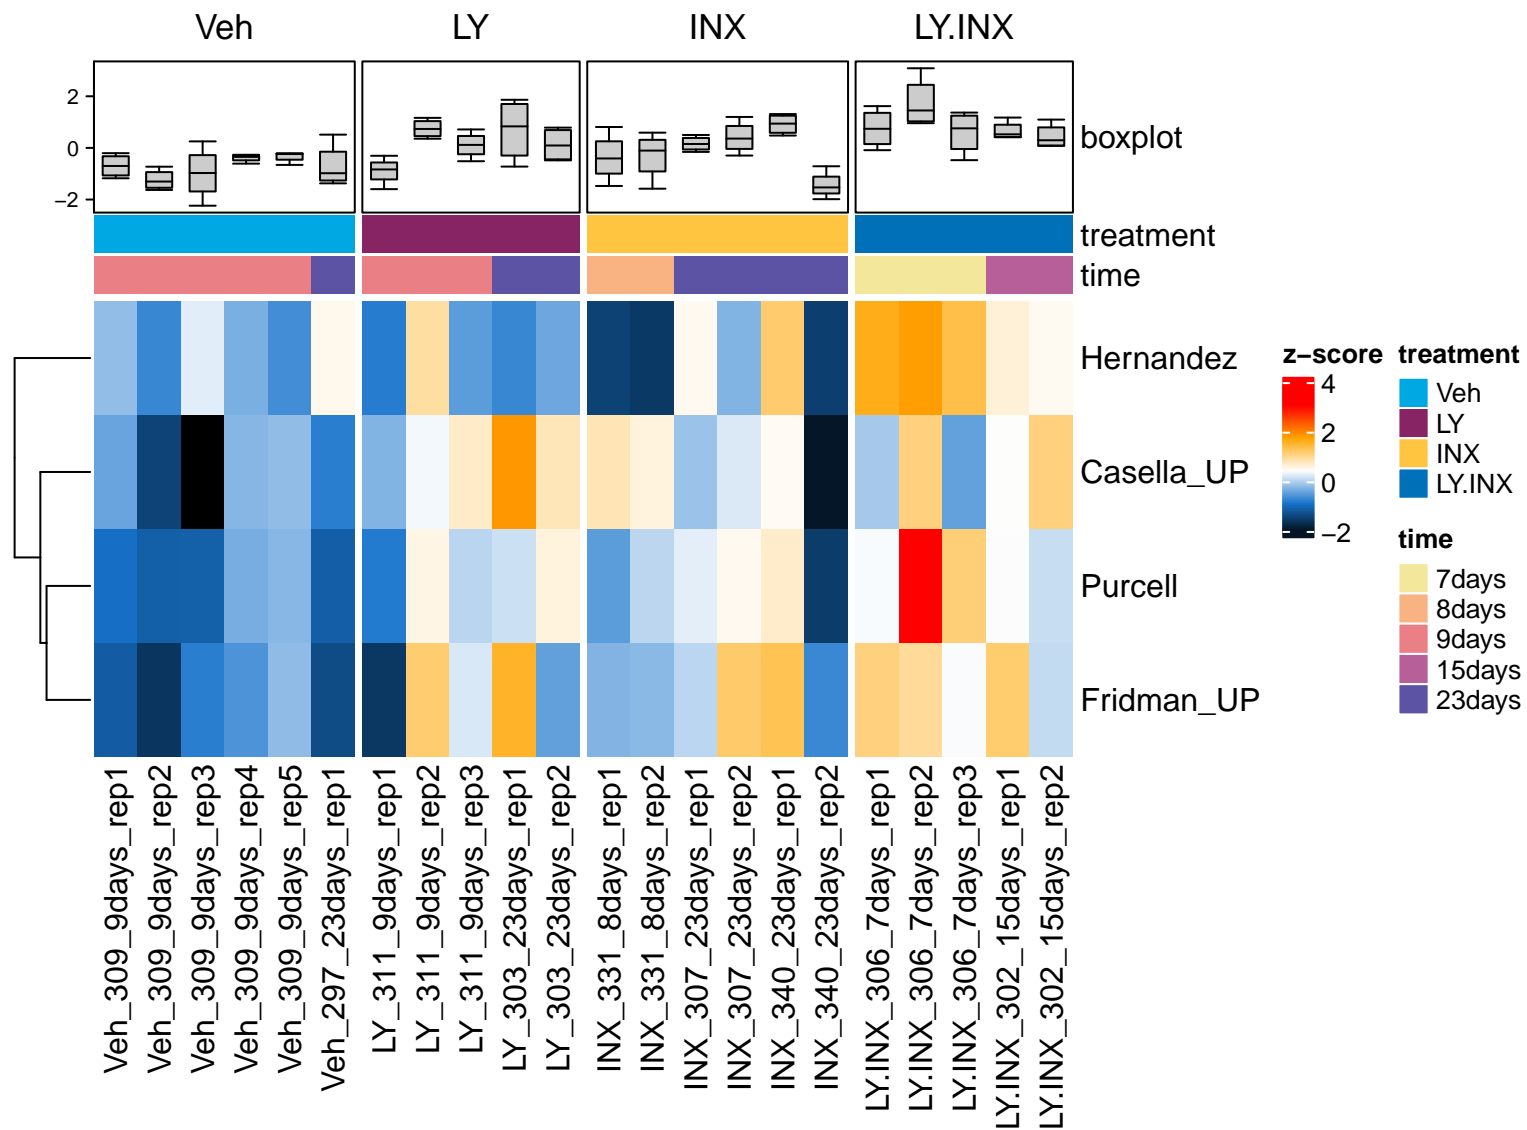 Veh LY INX LY.INX
2
0
−2
boxplot
treatment
time
Hernandez
Casella_UP
Purcell
Fridman_UP
z−score
4
2
0
−2
treatment
Veh
LY
INX
LY.INX
time
7days
8days
9days
15days
23days
Veh_309_9days_rep1
Veh_309_9days_rep2
Veh_309_9days_rep3
Veh_309_9days_rep4
Veh_309_9days_rep5
Veh_297_23days_rep1
LY_311_9days_rep1
LY_311_9days_rep2
LY_311_9days_rep3
LY_303_23days_rep1
LY_303_23days_rep2
INX_331_8days_rep1
INX_331_8days_rep2
INX_307_23days_rep1
INX_307_23days_rep2
INX_340_23days_rep1
INX_340_23days_rep2
LY.INX_306_7days_rep1
LY.INX_306_7days_rep2
LY.INX_306_7days_rep3
LY.INX_302_15days_rep1
LY.INX_302_15days_rep2